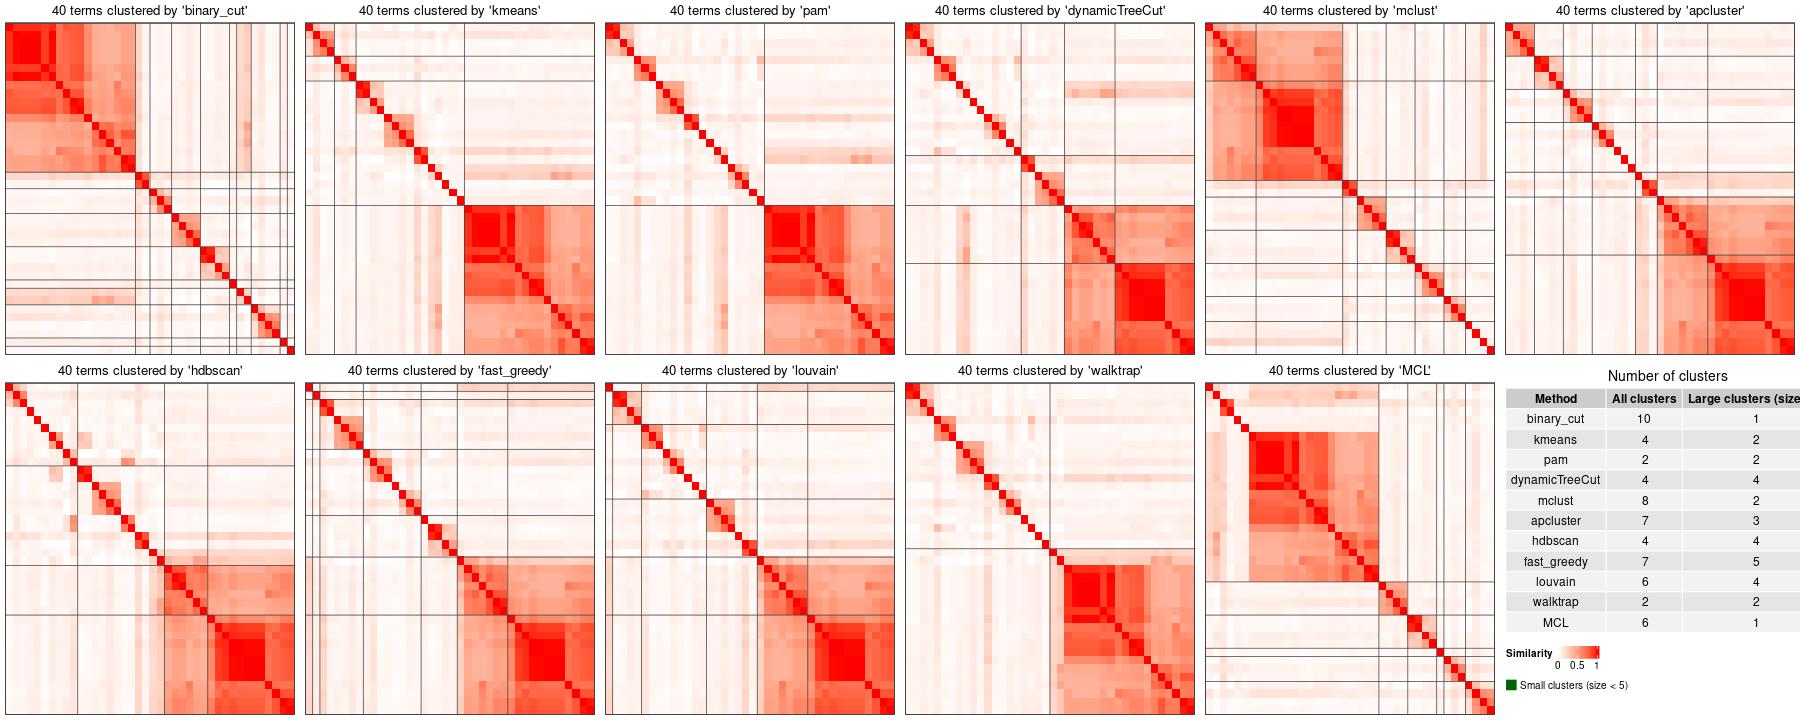 40 terms clustered by 'binary_cut'
40 terms clustered by 'kmeans'
40 terms clustered by 'pam'
40 terms clustered by 'dynamicTreeCut'
40 terms clustered by 'mclust'
40 terms clustered by 'apcluster'
40 terms clustered by 'hdbscan'
40 terms clustered by 'fast_greedy'
40 terms clustered by 'louvain'
40 terms clustered by 'walktrap'
40 terms clustered by 'MCL'
Number of clusters
Method All clusters Large clusters (size
binary_cut 10 1
kmeans 4 2
pam 2 2
dynamicTreeCut 4 4
mclust 8 2
apcluster 7 3
hdbscan 4 4
fast_greedy 7 5
louvain 6 4
walktrap 2 2
MCL 6 1
Similarity
0 0.5 1
Small clusters (size < 5)